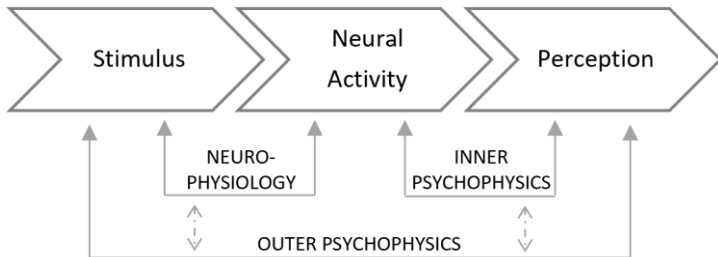 Stimulus
Neural
Activity
Perception
NEURO-
PHYSIOLOGY
INNER
PSYCHOPHYSICS
OUTER PSYCHOPHYSICS